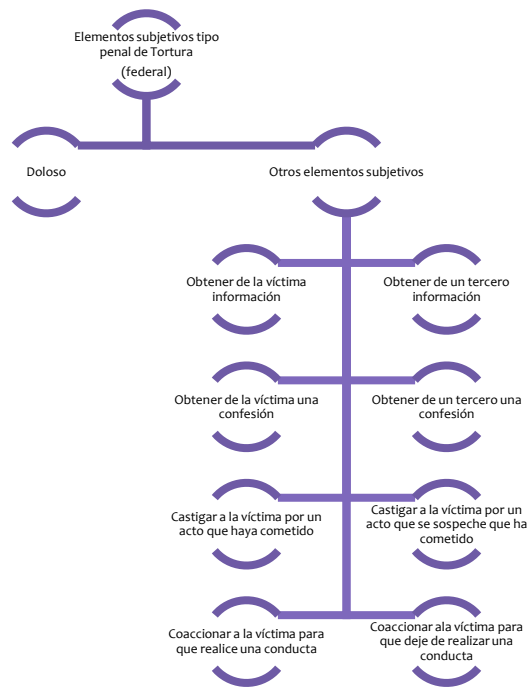 Elementos subjetivos tipo
penal de Tortura
(federal)
Doloso
Otros elementos subjetivos
Obtener de la víctima
información
Obtener de un tercero
información
Obtener de la víctima una
confesión
Obtener de un tercero una
confesión
Castigar a la víctima por un
acto que haya cometido
Castigar a la víctima por un
acto que se sospeche que ha
cometido
Coaccionar a la víctima para
que realice una conducta
Coaccionar ala víctima para
que deje de realizar una
conducta